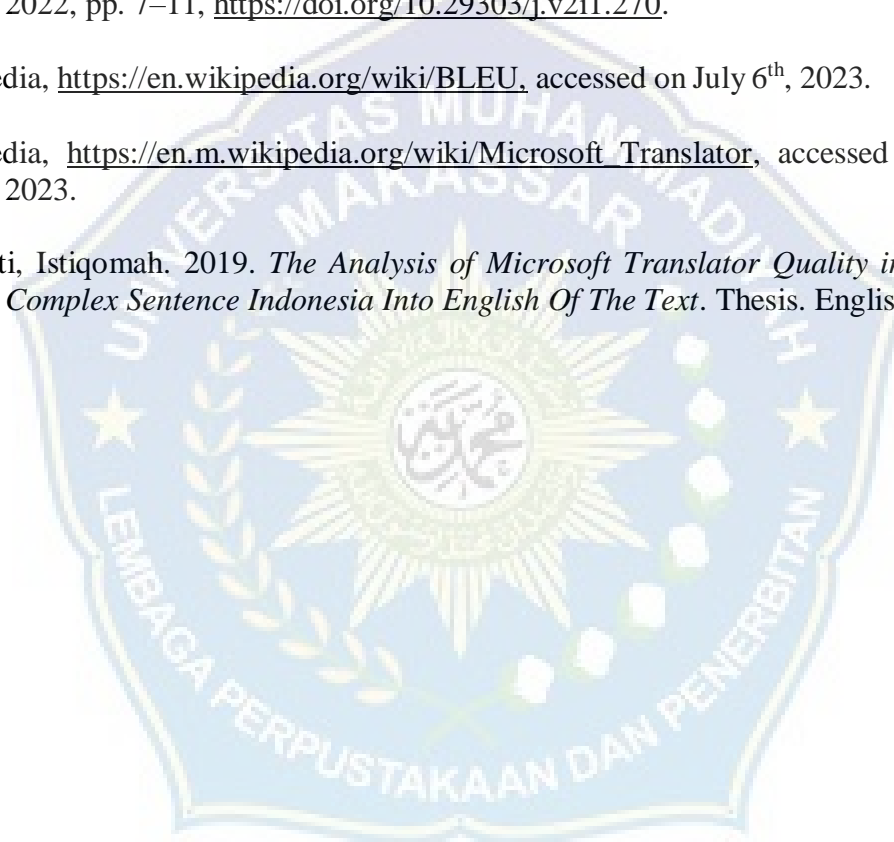 2022, pp. 7–11, https://doi.org/10.29303/j.v2i1.270.
edia, https://en.wikipedia.org/wiki/BLEU, accessed on July 6th, 2023.
edia, https://en.m.wikipedia.org/wiki/Microsoft_Translator, accessed
2023.
ti, Istiqomah. 2019. The Analysis of Microsoft Translator Quality in
Complex Sentence Indonesia Into English Of The Text. Thesis. Englis
UNIVERSITAS MUHAMMADIYAH
MAKASSAR
محمدية
LEMBAGA PERPUSTAKAAN DAN PENERBITAN